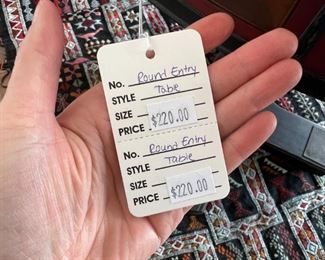 No. Round Entry
STYLE Table
SIZE
PRICE $220.00
No. Round Entry
STYLE Table
SIZE
PRICE $220.00